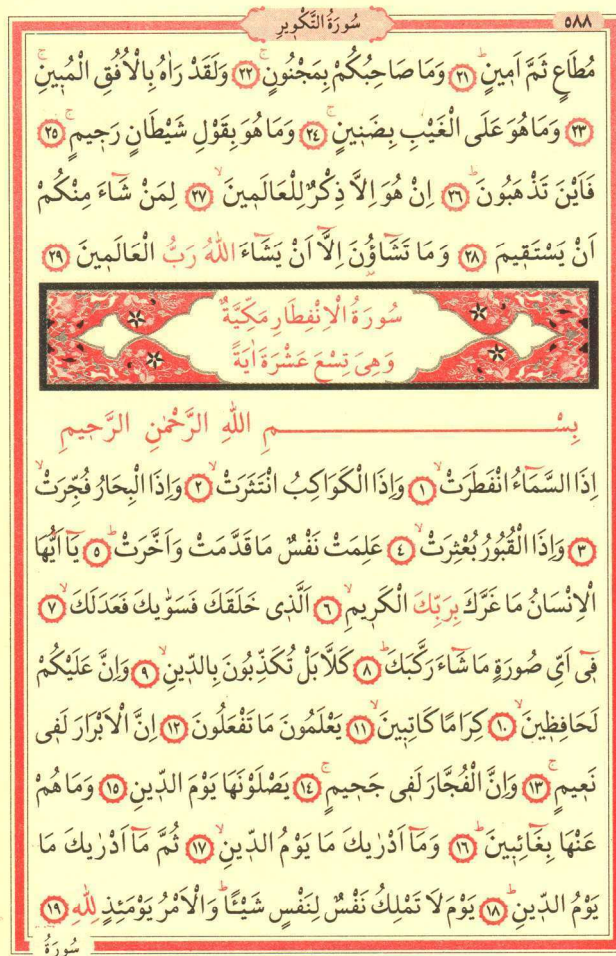 سُورَةُ التَّكْوٖيرِ ٥٨٨
مُطَاعٍ ثَمَّ اَمٖينٍۜ ٢١ وَمَا صَاحِبُكُمْ بِمَجْنُونٍۚ ٢٢ وَلَقَدْ رَاٰهُ بِالْاُفُقِ الْمُبٖينِۚ
٢٣ وَمَا هُوَ عَلَى الْغَيْبِ بِضَنٖينٍۚ ٢٤ وَمَا هُوَ بِقَوْلِ شَيْطَانٍ رَجٖيمٍۚ ٢٥
فَاَيْنَ تَذْهَبُونَۜ ٢٦ اِنْ هُوَ اِلَّا ذِكْرٌ لِلْعَالَمٖينَۙ ٢٧ لِمَنْ شَٓاءَ مِنْكُمْ
اَنْ يَسْتَقٖيمَ ٢٨ وَمَا تَشَٓاؤُ۫نَ اِلَّٓا اَنْ يَشَٓاءَ اللّٰهُ رَبُّ الْعَالَمٖينَ ٢٩
سُورَةُ الْاِنْفِطَارِ مَكِّيَّةٌ
وَهِىَ تِسْعَ عَشْرَةَ اٰيَةً
بِسْمِ اللّٰهِ الرَّحْمٰنِ الرَّحٖيمِ
اِذَا السَّمَٓاءُ انْفَطَرَتْۙ ١ وَاِذَا الْكَوَاكِبُ انْتَثَرَتْۙ ٢ وَاِذَا الْبِحَارُ فُجِّرَتْۙ
٣ وَاِذَا الْقُبُورُ بُعْثِرَتْۙ ٤ عَلِمَتْ نَفْسٌ مَا قَدَّمَتْ وَاَخَّرَتْۜ ٥ يَٓا اَيُّهَا
الْاِنْسَانُ مَا غَرَّكَ بِرَبِّكَ الْكَرٖيمِۙ ٦ اَلَّذٖى خَلَقَكَ فَسَوّٰيكَ فَعَدَلَكَۙ ٧
فٖٓى اَىِّ صُورَةٍ مَا شَٓاءَ رَكَّبَكَۜ ٨ كَلَّا بَلْ تُكَذِّبُونَ بِالدّٖينِۙ ٩ وَاِنَّ عَلَيْكُمْ
لَحَافِظٖينَۙ ١٠ كِرَامًا كَاتِبٖينَۙ ١١ يَعْلَمُونَ مَا تَفْعَلُونَ ١٢ اِنَّ الْاَبْرَارَ لَفٖى
نَعٖيمٍۚ ١٣ وَاِنَّ الْفُجَّارَ لَفٖى جَحٖيمٍۚ ١٤ يَصْلَوْنَهَا يَوْمَ الدّٖينِ ١٥ وَمَا هُمْ
عَنْهَا بِغَٓائِبٖينَۜ ١٦ وَمَٓا اَدْرٰيكَ مَا يَوْمُ الدّٖينِۙ ١٧ ثُمَّ مَٓا اَدْرٰيكَ مَا
يَوْمُ الدّٖينِۜ ١٨ يَوْمَ لَا تَمْلِكُ نَفْسٌ لِنَفْسٍ شَيْـًٔاۜ وَالْاَمْرُ يَوْمَئِذٍ لِلّٰهِ ١٩
سُورَةُ